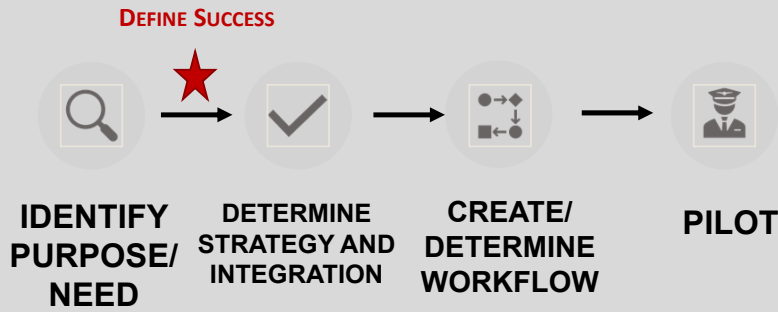 DEFINE SUCCESS
IDENTIFY
PURPOSE/
NEED
DETERMINE
STRATEGY AND
INTEGRATION
CREATE/
DETERMINE
WORKFLOW
PILOT